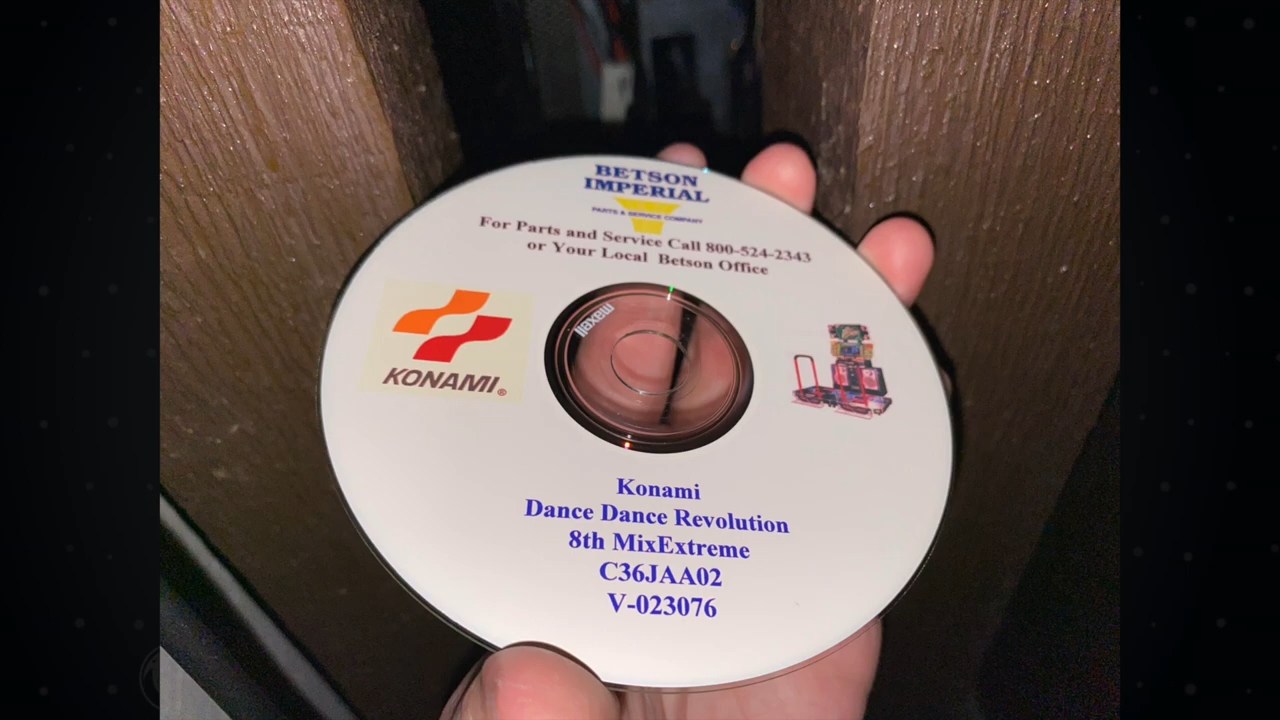 BETSON
IMPERIAL
PARTS & SERVICE COMPANY
For Parts and Service Call 800-524-2343
or Your Local Betson Office
maxell
KONAMI®
Konami
Dance Dance Revolution
8th MixExtreme
C36JAA02
V-023076